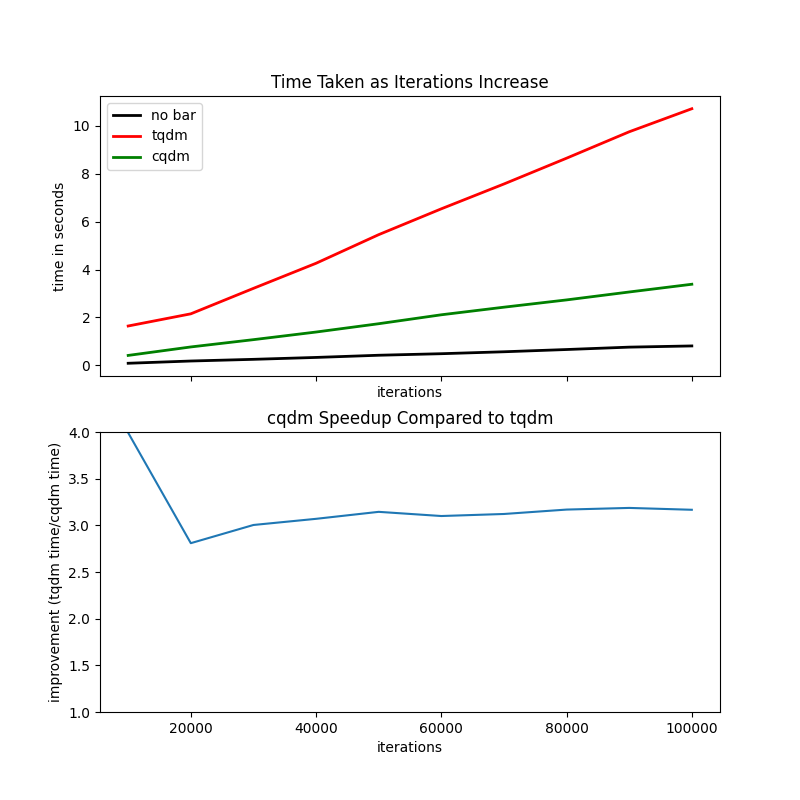 Time Taken as Iterations Increase
no bar
tqdm
cqdm
time in seconds
10
8
6
4
2
0
iterations
cqdm Speedup Compared to tqdm
improvement (tqdm time/cqdm time)
4.0
3.5
3.0
2.5
2.0
1.5
1.0
20000 40000 60000 80000 100000
iterations